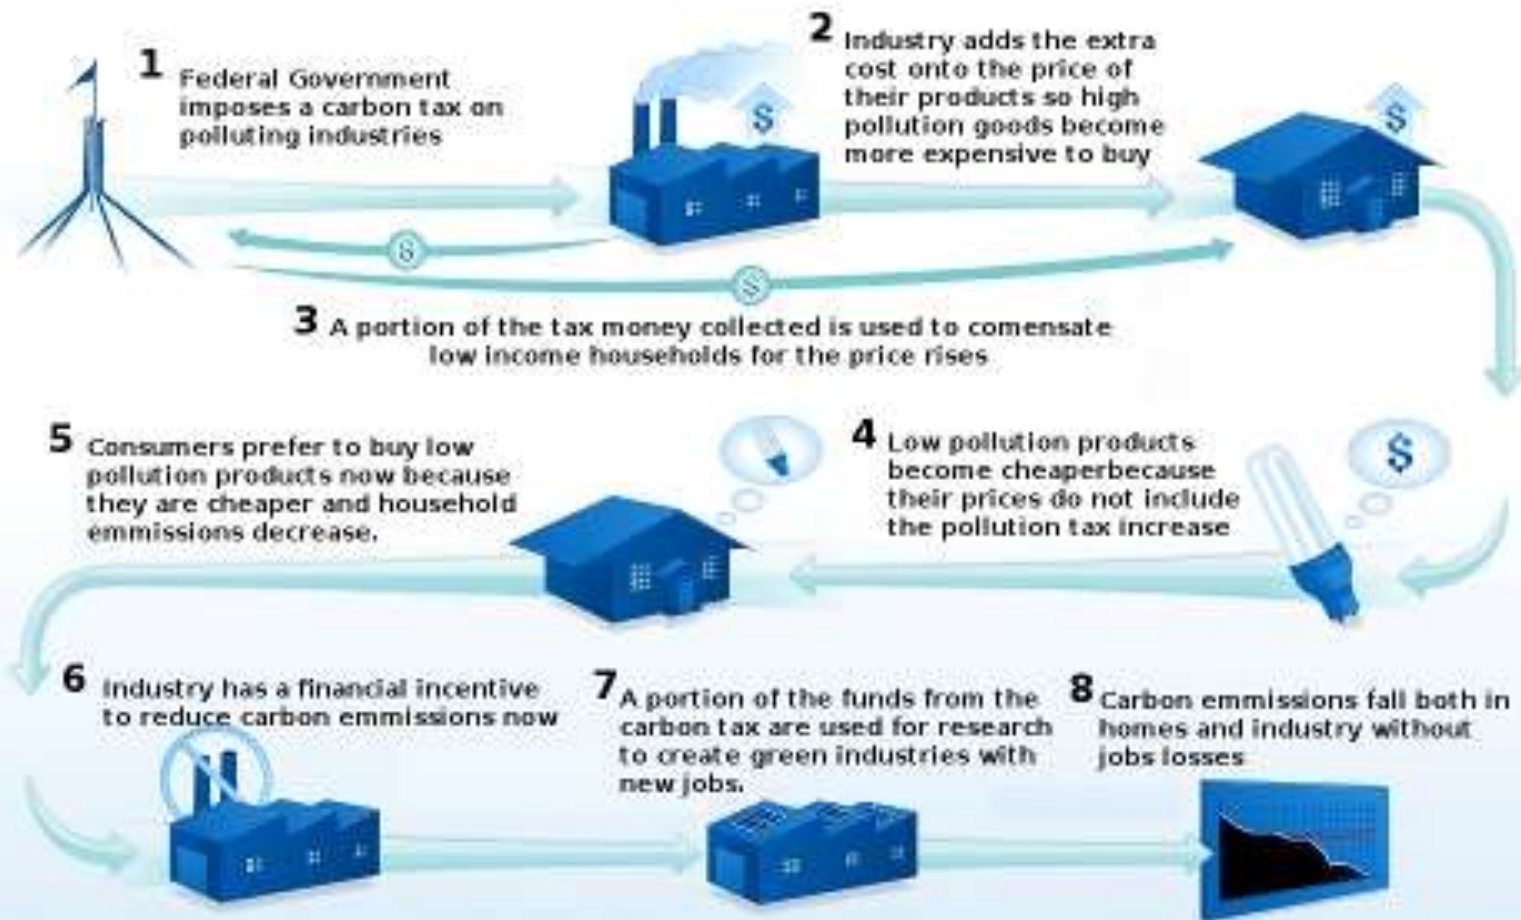 1 Federal Government
imposes a carbon tax on
polluting industries
$
2 Industry adds the extra
cost onto the price of
their products so high
pollution goods become
more expensive to buy
$
$
$
3 A portion of the tax money collected is used to comensate
low income households for the price rises
4 Low pollution products
become cheaperbecause
their prices do not include
the pollution tax increase
$
5 Consumers prefer to buy low
pollution products now because
they are cheaper and household
emmissions decrease.
6 Industry has a financial incentive
to reduce carbon emmissions now
7 A portion of the funds from the
carbon tax are used for research
to create green industries with
new jobs.
8 Carbon emmissions fall both in
homes and industry without
jobs losses